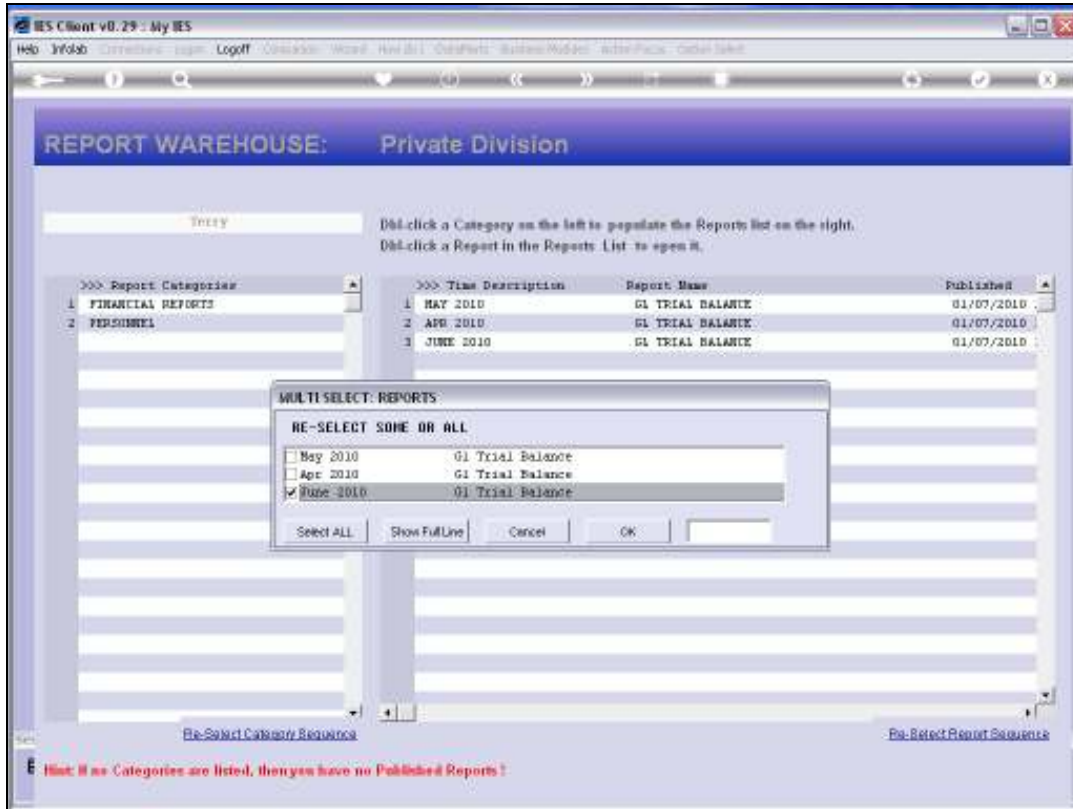 IES Client v8.29 : My IES
Help Infolab Logoff
REPORT WAREHOUSE: Private Division
Terry
Dbl-click a Category on the left to populate the Reports list on the right.
Dbl-click a Report in the Reports List to open it.
>>> Report Categories
1 FINANCIAL REPORTS
2 PERSONNEL
>>> Time Description Report Name Published
1 MAY 2010 GL TRIAL BALANCE 01/07/2010
2 APR 2010 GL TRIAL BALANCE 01/07/2010
3 JUNE 2010 GL TRIAL BALANCE 01/07/2010
MULTI SELECT: REPORTS
RE-SELECT SOME OR ALL
May 2010 Gl Trial Balance
Apr 2010 Gl Trial Balance
June 2010 Gl Trial Balance
Select ALL Show Full Line Cancel OK
Re-Select Category Sequence
Re-Select Report Sequence
Hint: If no Categories are listed, then you have no Published Reports !